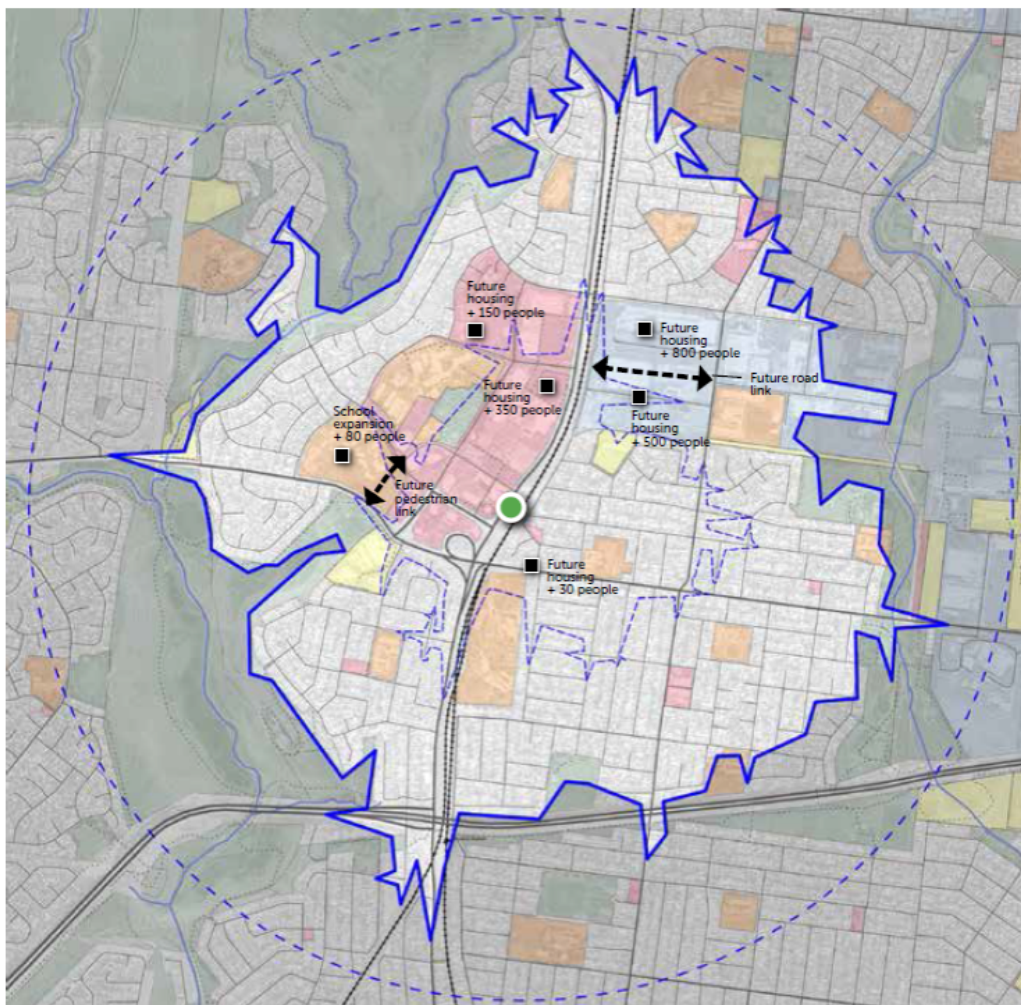 Future
housing
+ 150 people
Future
housing
+ 800 people
Future road
link
Future
housing
+ 350 people
School
expansion
+ 80 people
Future
housing
+ 500 people
Future
pedestrian
link
Future
housing
+ 30 people